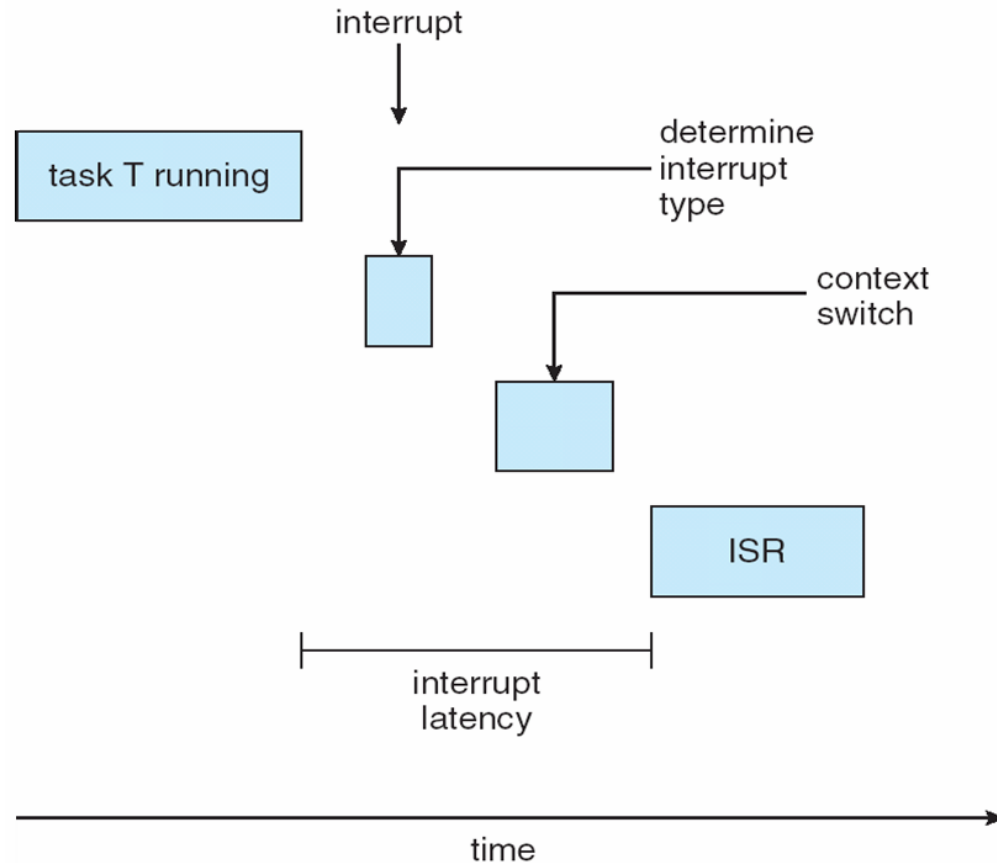 interrupt
task T running
determine
interrupt
type
context
switch
ISR
interrupt
latency
time